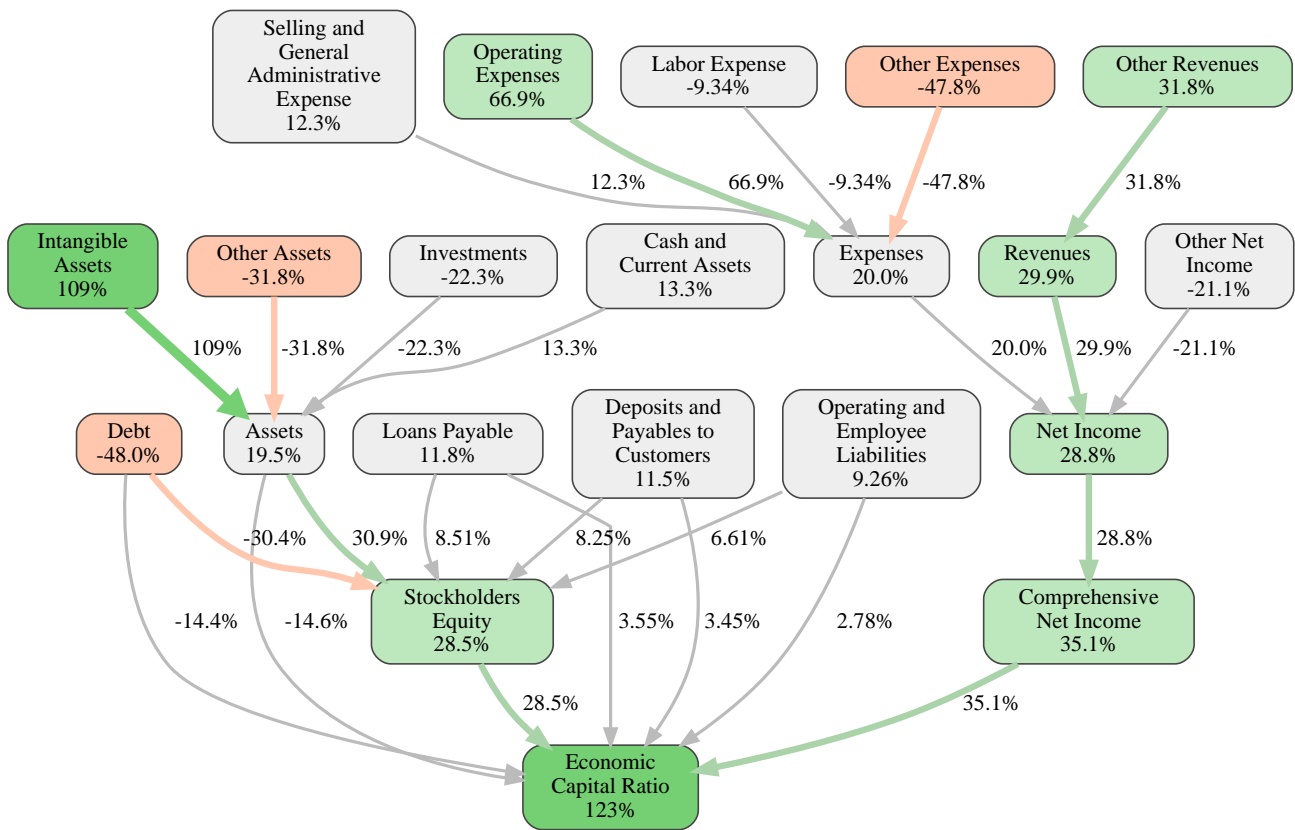 Selling and
General
Administrative
Expense
12.3%
Operating
Expenses
66.9%
Labor Expense
-9.34%
Other Expenses
-47.8%
Other Revenues
31.8%
12.3%
66.9%
-9.34%
-47.8%
31.8%
Intangible
Assets
109%
Other Assets
-31.8%
Investments
-22.3%
Cash and
Current Assets
13.3%
Expenses
20.0%
Revenues
29.9%
Other Net
Income
-21.1%
109%
-31.8%
-22.3%
13.3%
20.0%
29.9%
-21.1%
Debt
-48.0%
Assets
19.5%
Loans Payable
11.8%
Deposits and
Payables to
Customers
11.5%
Operating and
Employee
Liabilities
9.26%
Net Income
28.8%
-30.4%
30.9%
8.51%
8.25%
6.61%
28.8%
Stockholders
Equity
28.5%
Comprehensive
Net Income
35.1%
-14.4%
-14.6%
3.55%
3.45%
2.78%
28.5%
35.1%
Economic
Capital Ratio
123%